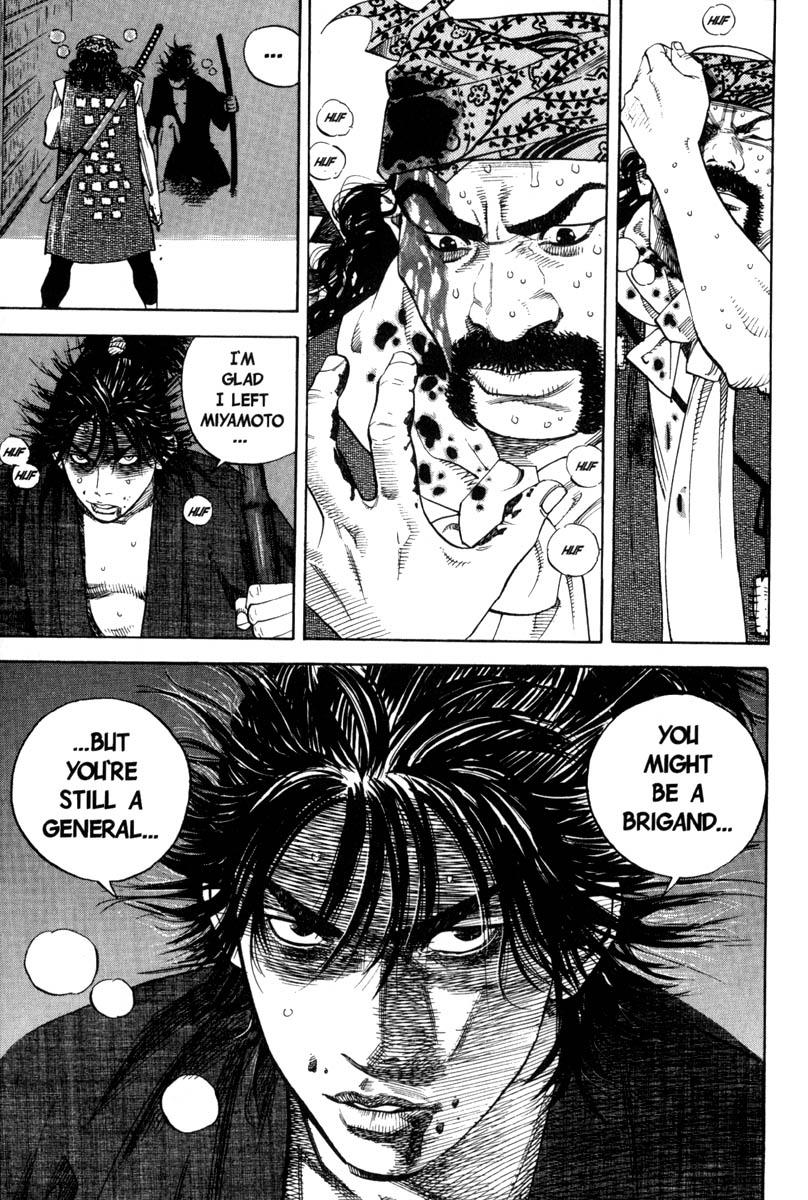 HUF
HUF
HUF
HUF
HUF
...
I'M
GLAD
I LEFT
MIYAMOTO
...
HUF
HUF
HUF
YOU
MIGHT
BE A
BRIGAND...
...BUT
YOU'RE
STILL A
GENERAL...